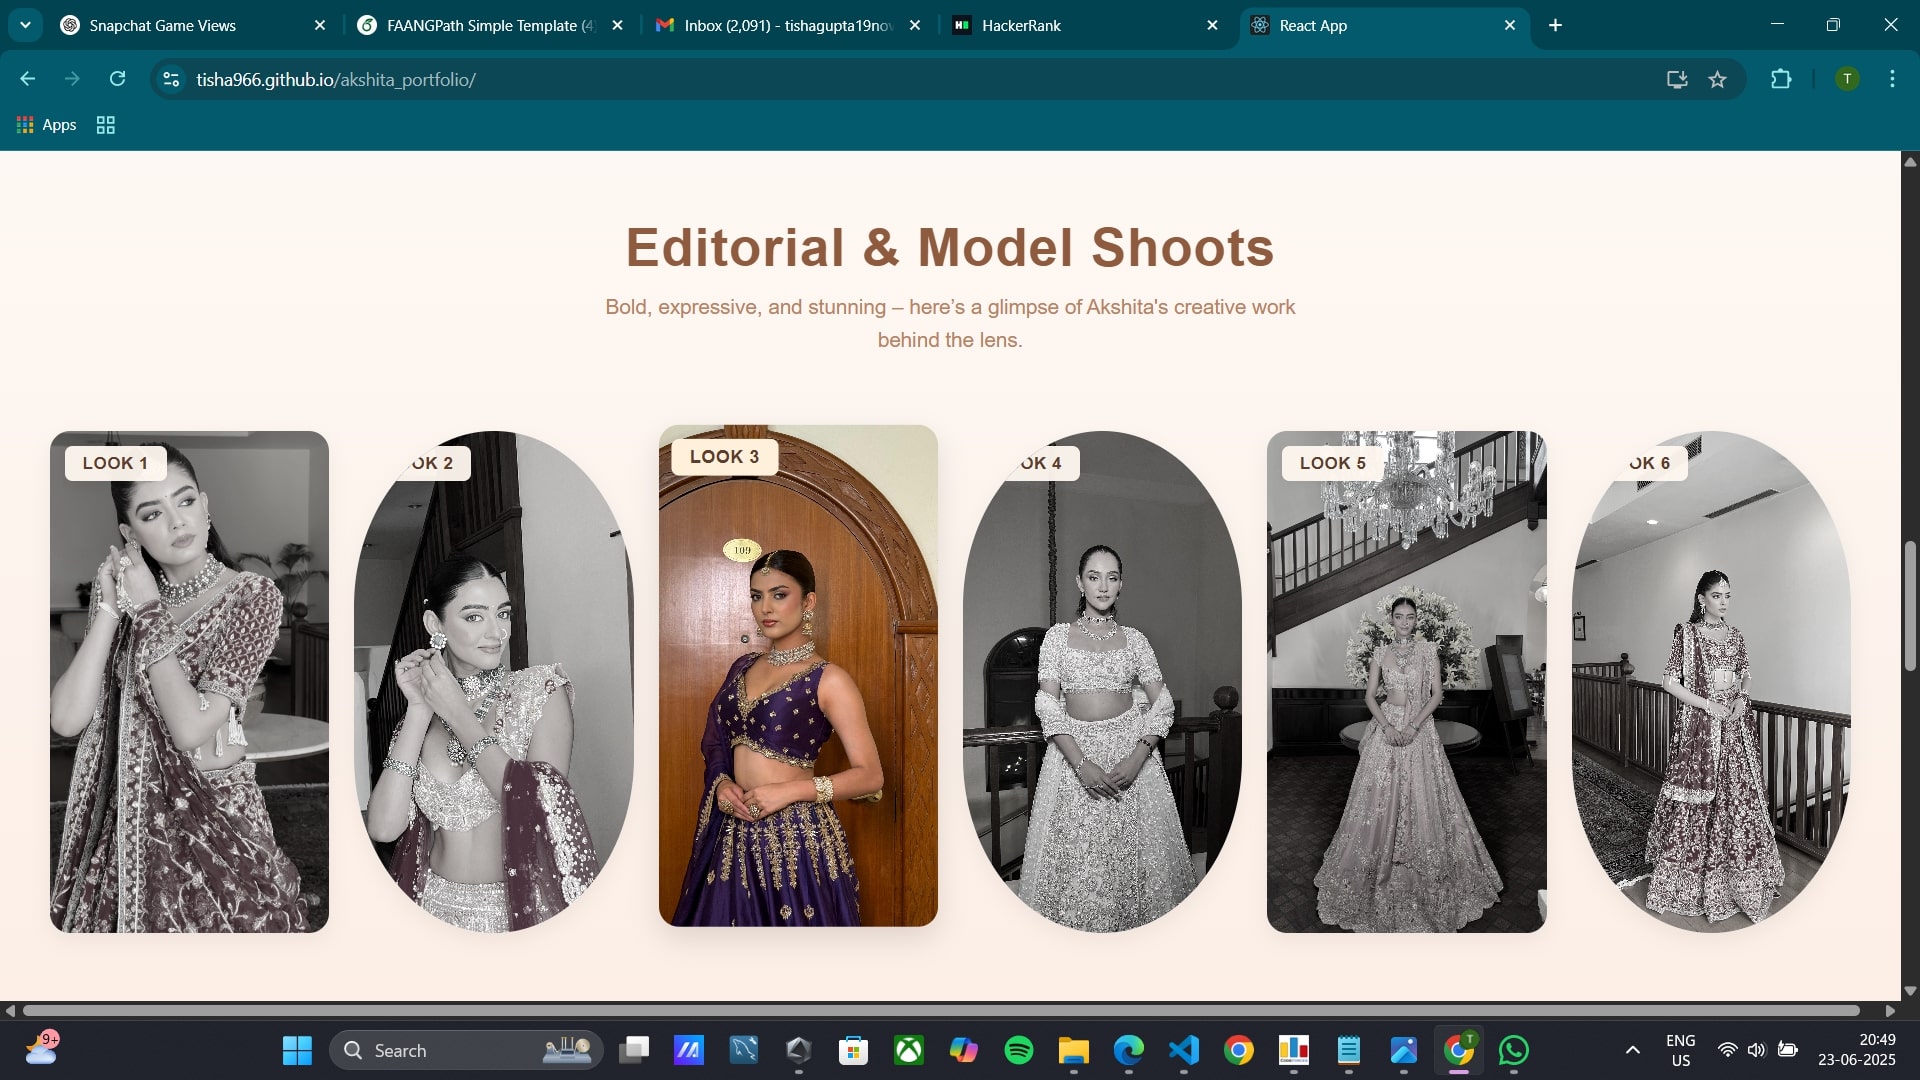 Snapchat Game Views
FAANGPath Simple Template (4
Inbox (2,091) - tishagupta19nov
HackerRank
React App
tisha966.github.io/akshita_portfolio/
T
Apps
Editorial & Model Shoots
Bold, expressive, and stunning – here’s a glimpse of Akshita's creative work
behind the lens.
LOOK 1
OK 2
LOOK 3
OK 4
LOOK 5
OK 6
109
9+
Search
T
ENG
US
20:49
23-06-2025